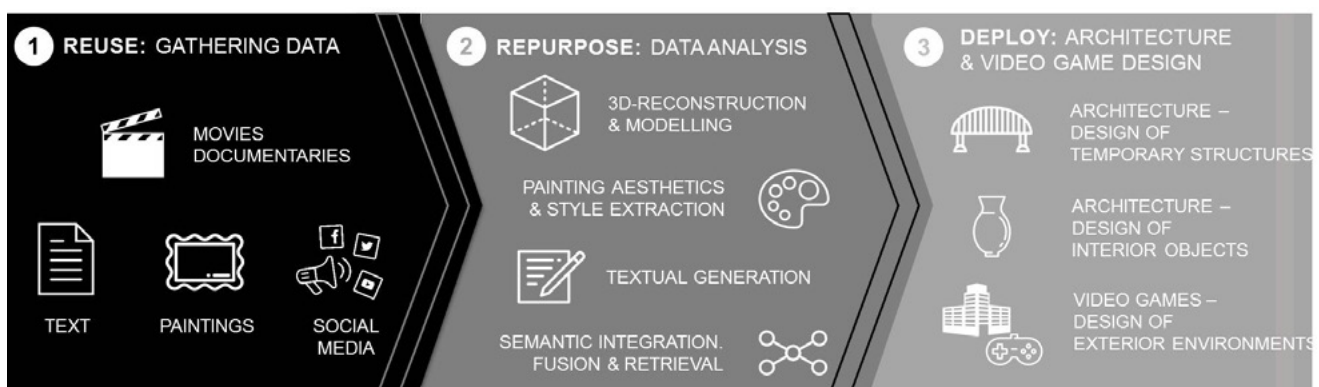 1 REUSE: GATHERING DATA
MOVIES
DOCUMENTARIES
TEXT
PAINTINGS
SOCIAL
MEDIA
2 REPURPOSE: DATA ANALYSIS
3D-RECONSTRUCTION
& MODELLING
PAINTING AESTHETICS
& STYLE EXTRACTION
TEXTUAL GENERATION
SEMANTIC INTEGRATION.
FUSION & RETRIEVAL
3 DEPLOY: ARCHITECTURE
& VIDEO GAME DESIGN
ARCHITECTURE –
DESIGN OF
TEMPORARY STRUCTURES
ARCHITECTURE –
DESIGN OF
INTERIOR OBJECTS
VIDEO GAMES –
DESIGN OF
EXTERIOR ENVIRONMENTS